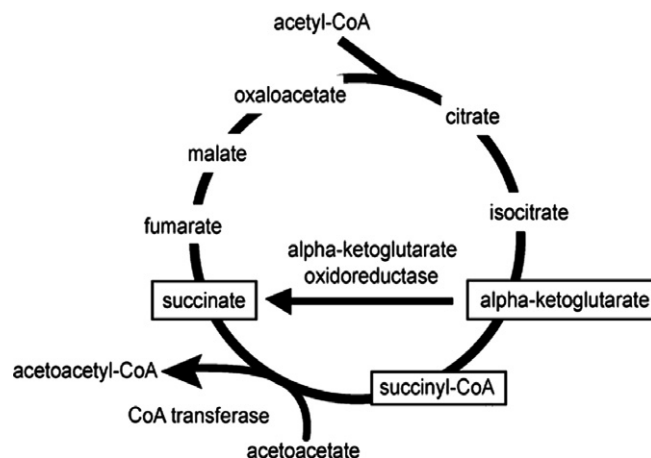 acetyl-CoA
oxaloacetate
citrate
malate
isocitrate
fumarate
alpha-ketoglutarate
oxidoreductase
succinate
alpha-ketoglutarate
acetoacetyl-CoA
succinyl-CoA
CoA transferase
acetoacetate